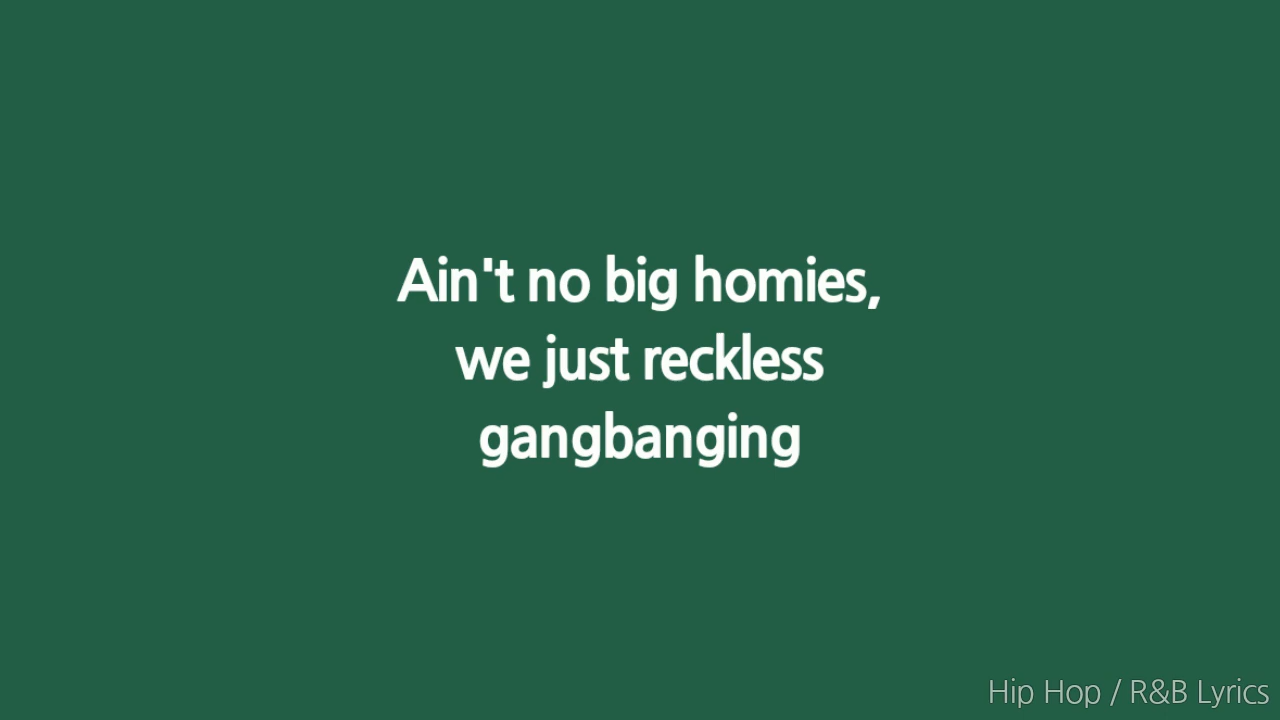 Ain't no big homies,
we just reckless
gangbanging
Hip Hop / R&B Lyrics